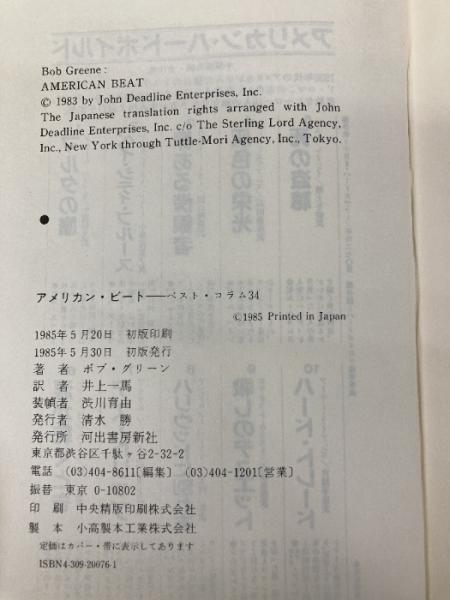 Bob Greene:
AMERICAN BEAT
© 1983 by John Deadline Enterprises, Inc.
The Japanese translation rights arranged with John
Deadline Enterprises, Inc. c/o The Sterling Lord Agency,
Inc., New York through Tuttle-Mori Agency, Inc., Tokyo.
●
アメリカン・ビート──ベスト・コラム34
©1985 Printed in Japan
1985年5月20日 初版印刷
1985年5月30日 初版発行
著者 ボブ・グリーン
訳者 井上一馬
装幀者 渋川育由
発行者 清水 勝
発行所 河出書房新社
東京都渋谷区千駄ヶ谷2-32-2
電話 (03)404-8611[編集] (03)404-1201[営業]
振替 東京 0-10802
印刷 中央精版印刷株式会社
製本 小高製本工業株式会社
定価はカバー・帯に表示してあります
ISBN4-309-20076-1